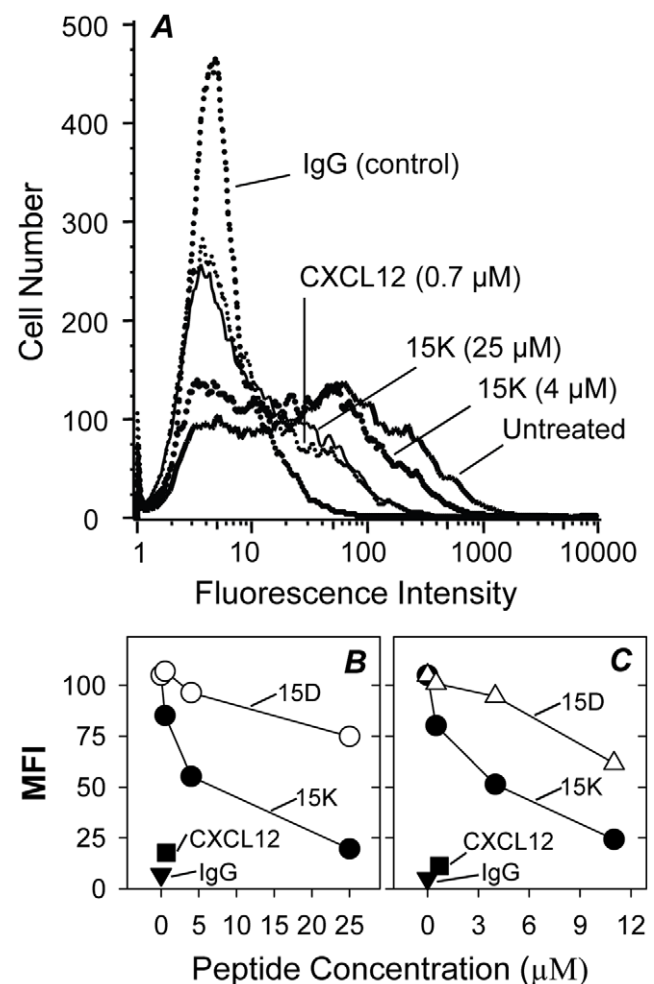 A
500
400
300
200
100
0
Cell Number
IgG (control)
CXCL12 (0.7 µM)
15K (25 µM)
15K (4 µM)
Untreated
1 10 100 1000 10000
Fluorescence Intensity
B
C
100
75
50
25
0
MFI
15D
15K
CXCL12
IgG
15D
15K
CXCL12
IgG
0 5 10 15 20 25
0 3 6 9 12
Peptide Concentration (µM)